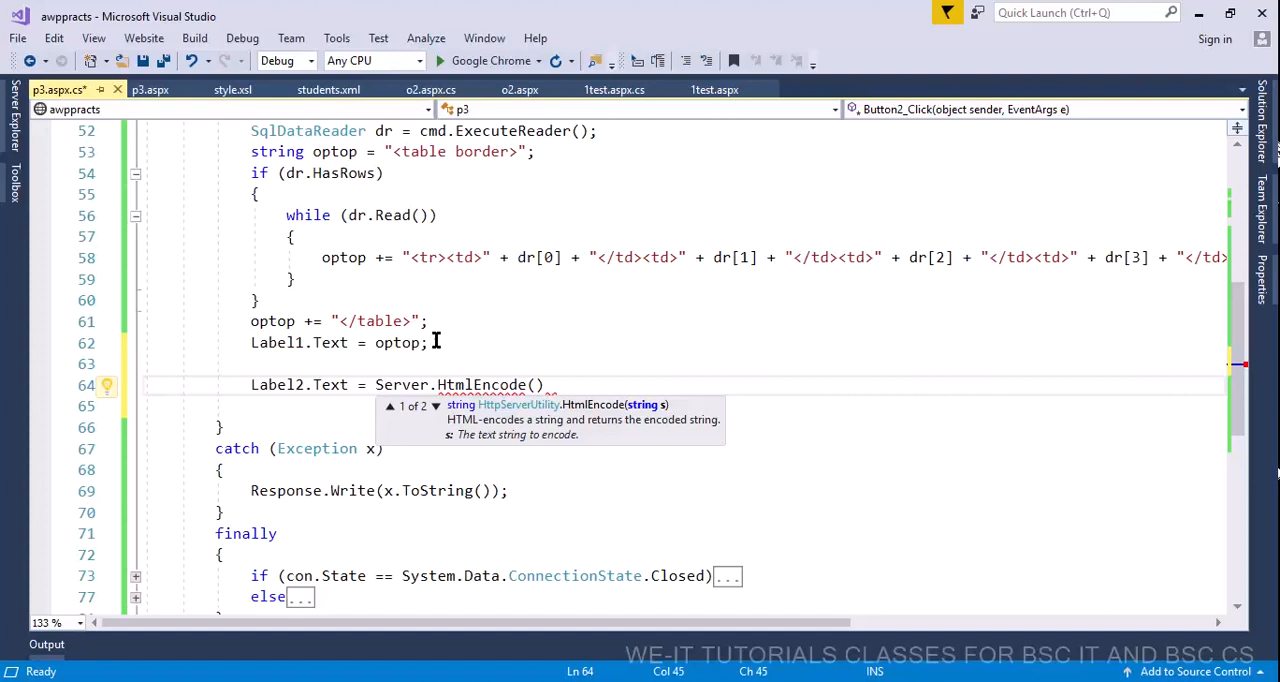 awppracts - Microsoft Visual Studio
Quick Launch (Ctrl+Q)
File Edit View Website Build Debug Team Tools Test Analyze Window Help
Sign in
Debug Any CPU Google Chrome
p3.aspx.cs* p3.aspx style.xsl students.xml o2.aspx.cs o2.aspx 1test.aspx.cs 1test.aspx
awppracts p3 Button2_Click(object sender, EventArgs e)
Server Explorer
Toolbox
Solution Explorer
Team Explorer
Properties
52 SqlDataReader dr = cmd.ExecuteReader();
53 string optop = "<table border>";
54 if (dr.HasRows)
55 {
56 while (dr.Read())
57 {
58 optop += "<tr><td>" + dr[0] + "</td><td>" + dr[1] + "</td><td>" + dr[2] + "</td><td>" + dr[3] + "</td>
59 }
60 }
61 optop += "</table>";
62 Label1.Text = optop;
63
64 Label2.Text = Server.HtmlEncode()
65 ▲ 1 of 2 ▼ string HttpServerUtility.HtmlEncode(string s)
HTML-encodes a string and returns the encoded string.
s: The text string to encode.
66 }
67 catch (Exception x)
68 {
69 Response.Write(x.ToString());
70 }
71 finally
72 {
73 if (con.State == System.Data.ConnectionState.Closed)...
77 else...
133 %
Output
WE-IT TUTORIALS CLASSES FOR BSC IT AND BSC CS
Ready Ln 64 Col 45 Ch 45 INS Add to Source Control